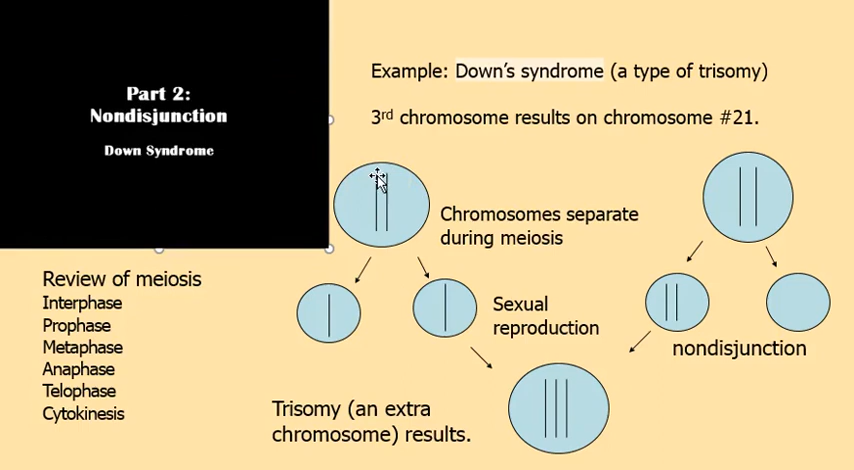 Part 2:
Nondisjunction
Down Syndrome
Example: Down's syndrome (a type of trisomy)
3rd chromosome results on chromosome #21.
Chromosomes separate
during meiosis
Review of meiosis
Interphase
Prophase
Metaphase
Anaphase
Telophase
Cytokinesis
Sexual
reproduction
nondisjunction
Trisomy (an extra
chromosome) results.